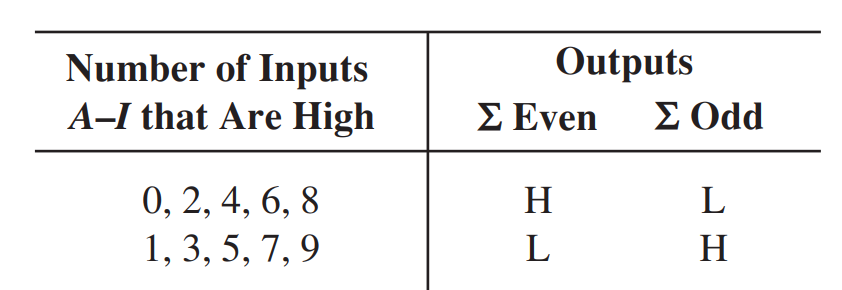 Number of Inputs
A–I that Are High
Outputs
Σ Even Σ Odd
0, 2, 4, 6, 8 H L
1, 3, 5, 7, 9 L H